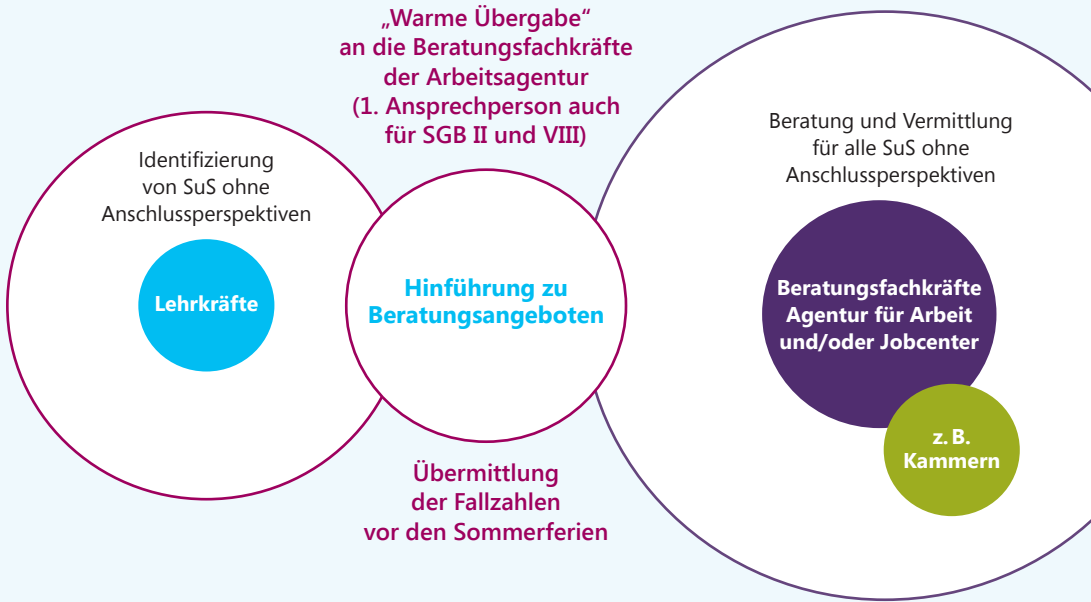 „Warme Übergabe“
an die Beratungsfachkräfte
der Arbeitsagentur
(1. Ansprechperson auch
für SGB II und VIII)
Identifizierung
von SuS ohne
Anschlussperspektiven
Lehrkräfte
Hinführung zu
Beratungsangeboten
Übermittlung
der Fallzahlen
vor den Sommerferien
Beratung und Vermittlung
für alle SuS ohne
Anschlussperspektiven
Beratungsfachkräfte
Agentur für Arbeit
und/oder Jobcenter
z. B.
Kammern